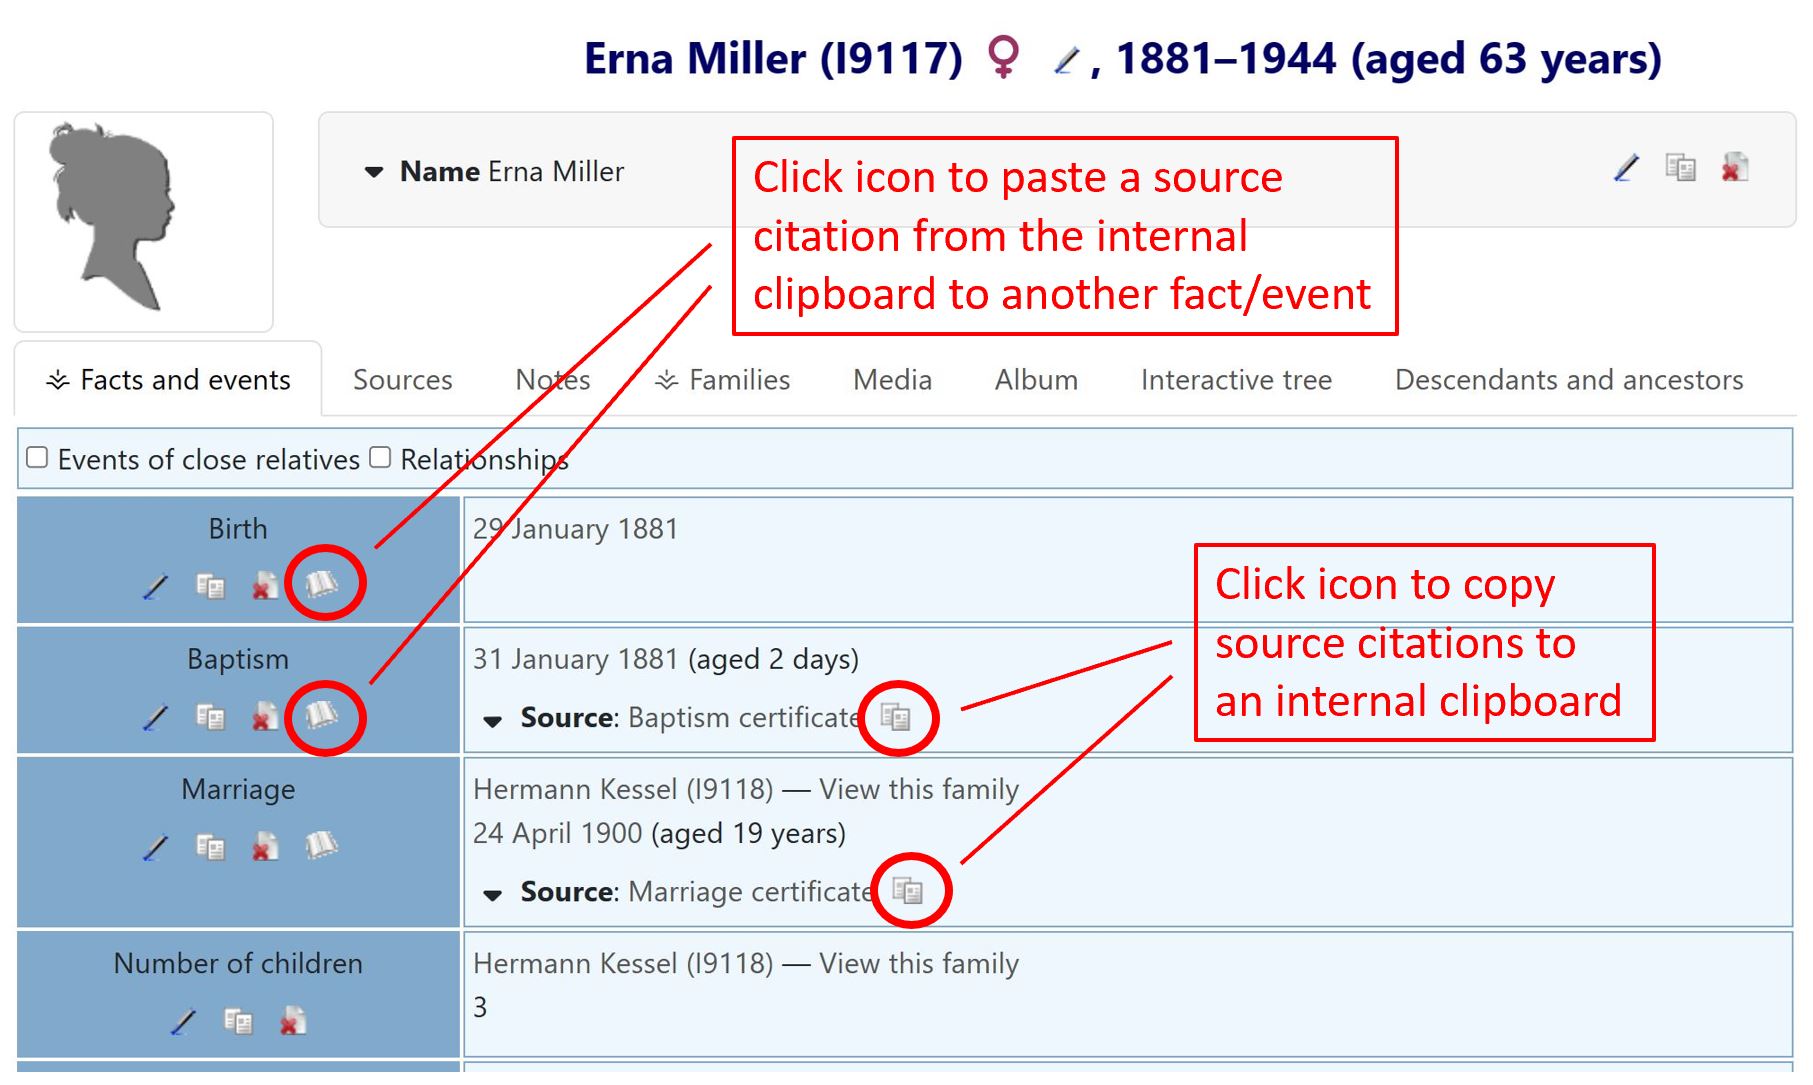 Erna Miller (I9117) ♀ , 1881–1944 (aged 63 years)
Name Erna Miller
Click icon to paste a source
citation from the internal
clipboard to another fact/event
Facts and events Sources Notes Families Media Album Interactive tree Descendants and ancestors
Events of close relatives Relationships
Birth
29 January 1881
Click icon to copy
source citations to
an internal clipboard
Baptism
31 January 1881 (aged 2 days)
Source: Baptism certificate
Marriage
Hermann Kessel (I9118) — View this family
24 April 1900 (aged 19 years)
Source: Marriage certificate
Number of children
Hermann Kessel (I9118) — View this family
3